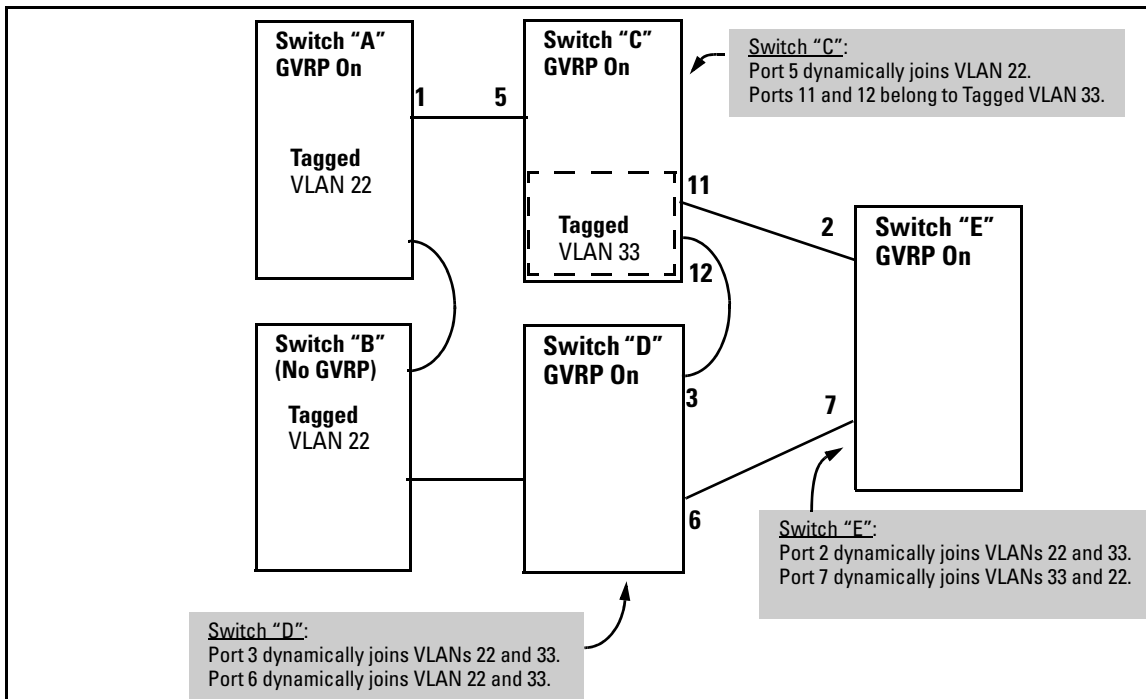 Switch “A”
GVRP On
Tagged
VLAN 22
1
5
Switch “C”
GVRP On
Tagged
VLAN 33
11
12
Switch “C”:
Port 5 dynamically joins VLAN 22.
Ports 11 and 12 belong to Tagged VLAN 33.
2
Switch “E”
GVRP On
Switch “B”
(No GVRP)
Tagged
VLAN 22
Switch “D”
GVRP On
3
6
7
Switch “E”:
Port 2 dynamically joins VLANs 22 and 33.
Port 7 dynamically joins VLANs 33 and 22.
Switch “D”:
Port 3 dynamically joins VLANs 22 and 33.
Port 6 dynamically joins VLAN 22 and 33.